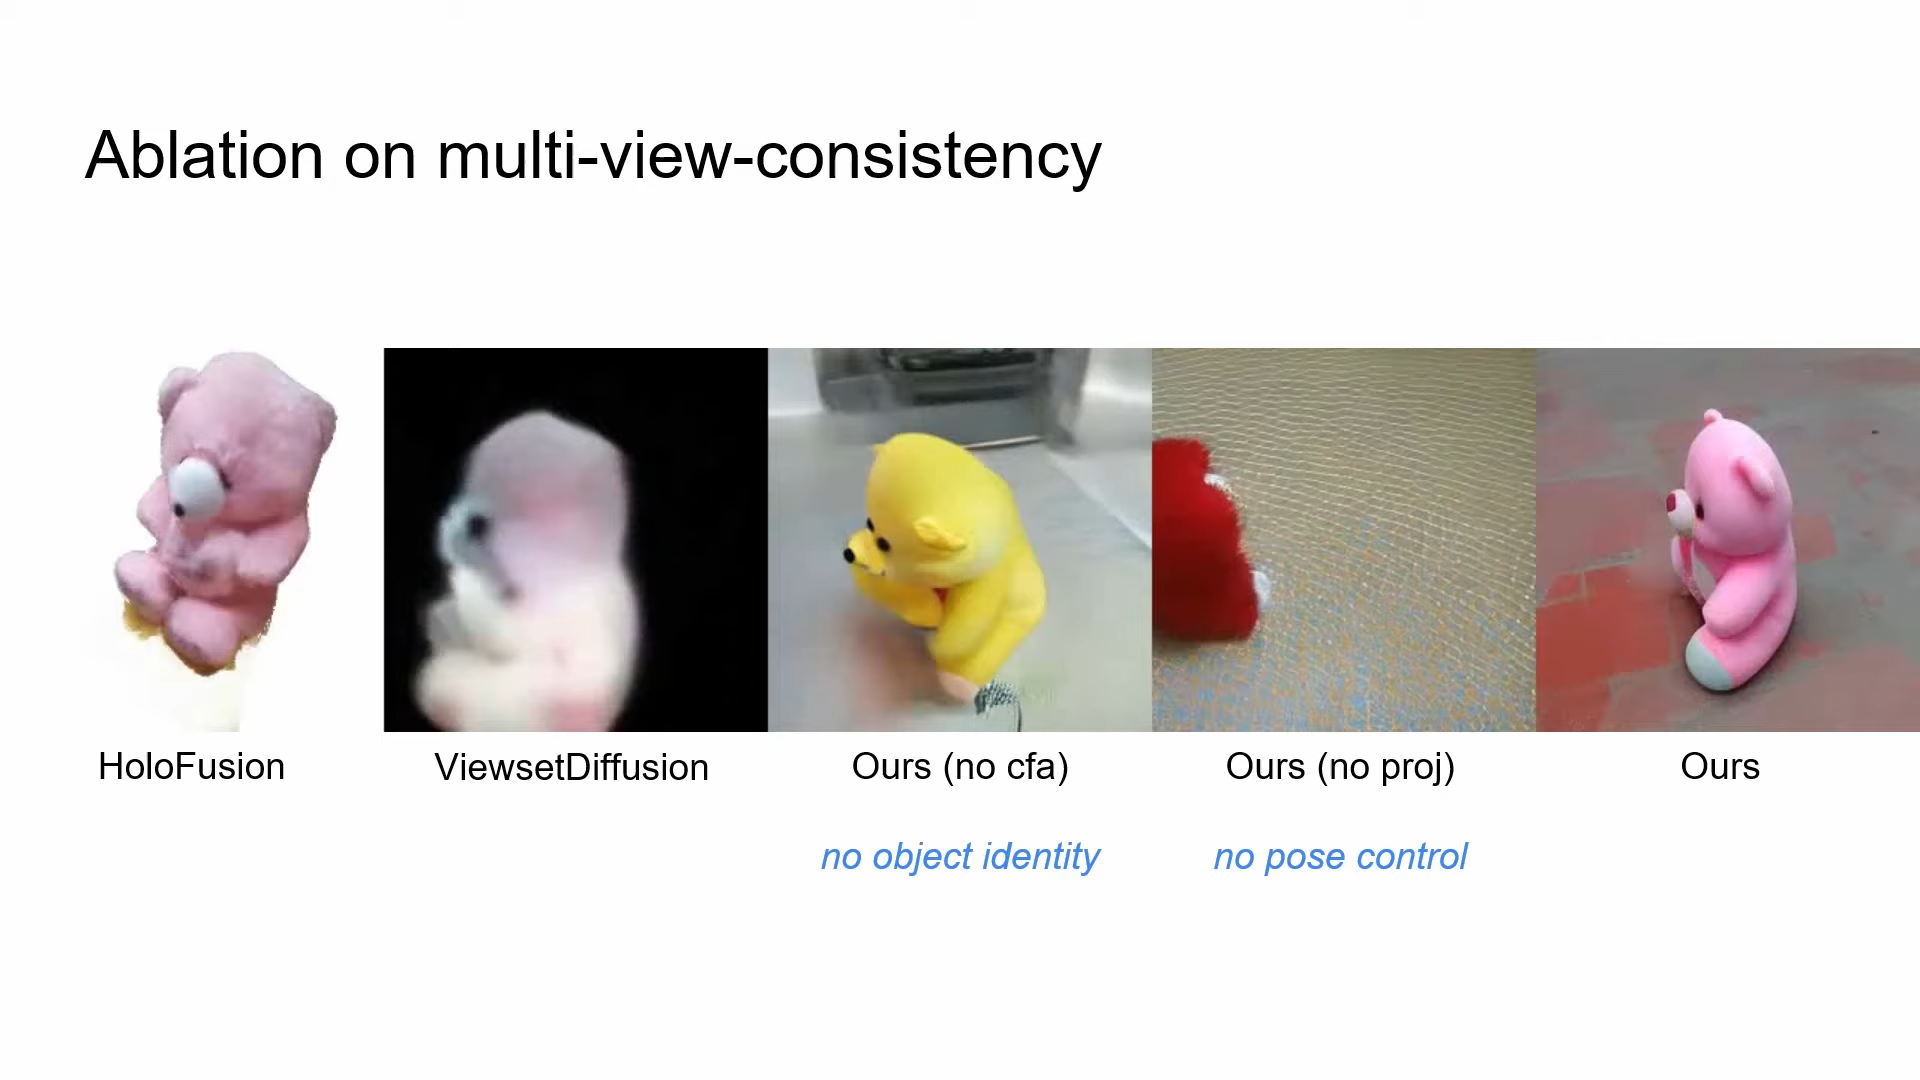 Ablation on multi-view-consistency
HoloFusion
ViewsetDiffusion
Ours (no cfa)
Ours (no proj)
Ours
no object identity
no pose control